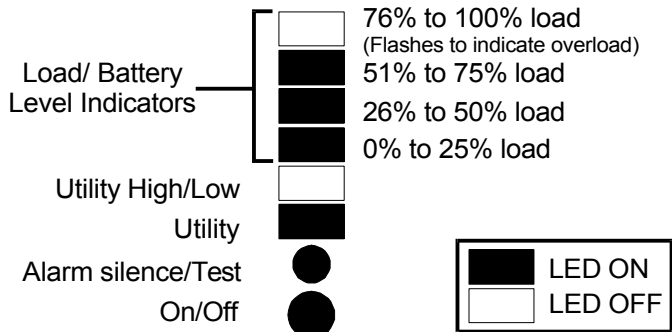 76% to 100% load
(Flashes to indicate overload)
Load/ Battery
Level Indicators
51% to 75% load
26% to 50% load
0% to 25% load
Utility High/Low
Utility
Alarm silence/Test
On/Off
LED ON
LED OFF